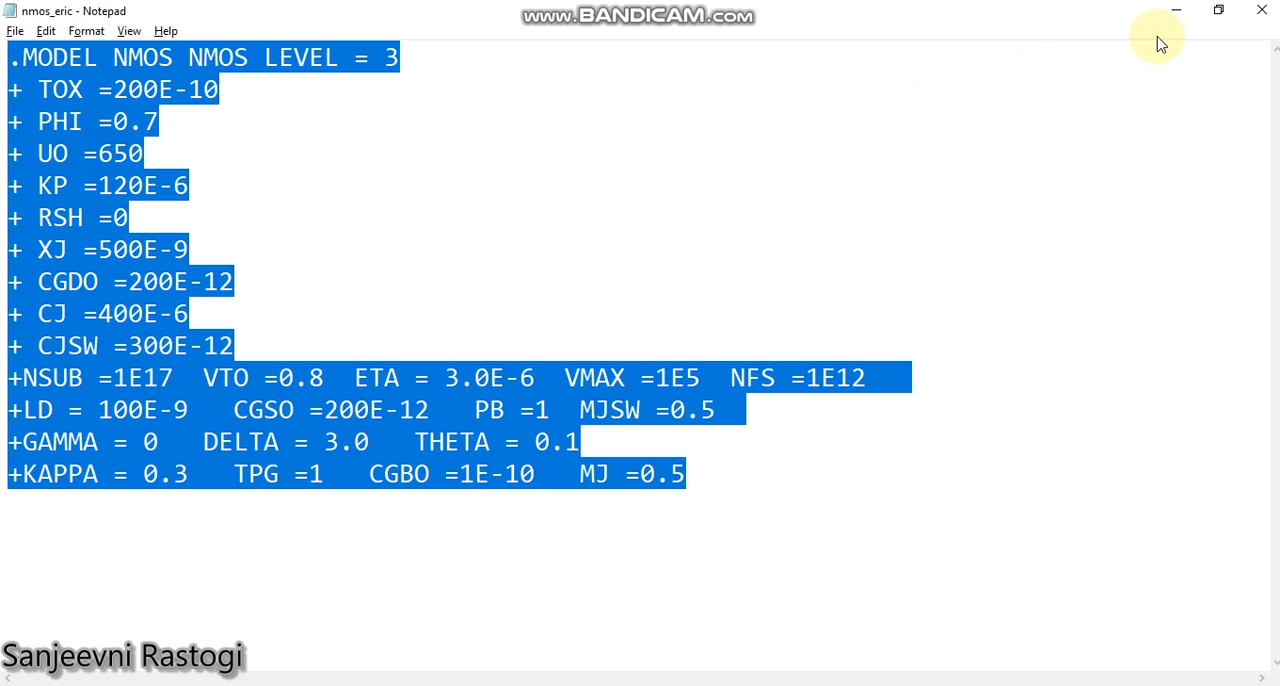 nmos_eric - Notepad
www.BANDICAM.com
File Edit Format View Help
.MODEL NMOS NMOS LEVEL = 3
+ TOX =200E-10
+ PHI =0.7
+ UO =650
+ KP =120E-6
+ RSH =0
+ XJ =500E-9
+ CGDO =200E-12
+ CJ =400E-6
+ CJSW =300E-12
+NSUB =1E17 VTO =0.8 ETA = 3.0E-6 VMAX =1E5 NFS =1E12
+LD = 100E-9 CGSO =200E-12 PB =1 MJSW =0.5
+GAMMA = 0 DELTA = 3.0 THETA = 0.1
+KAPPA = 0.3 TPG =1 CGBO =1E-10 MJ =0.5
Sanjeevni Rastogi